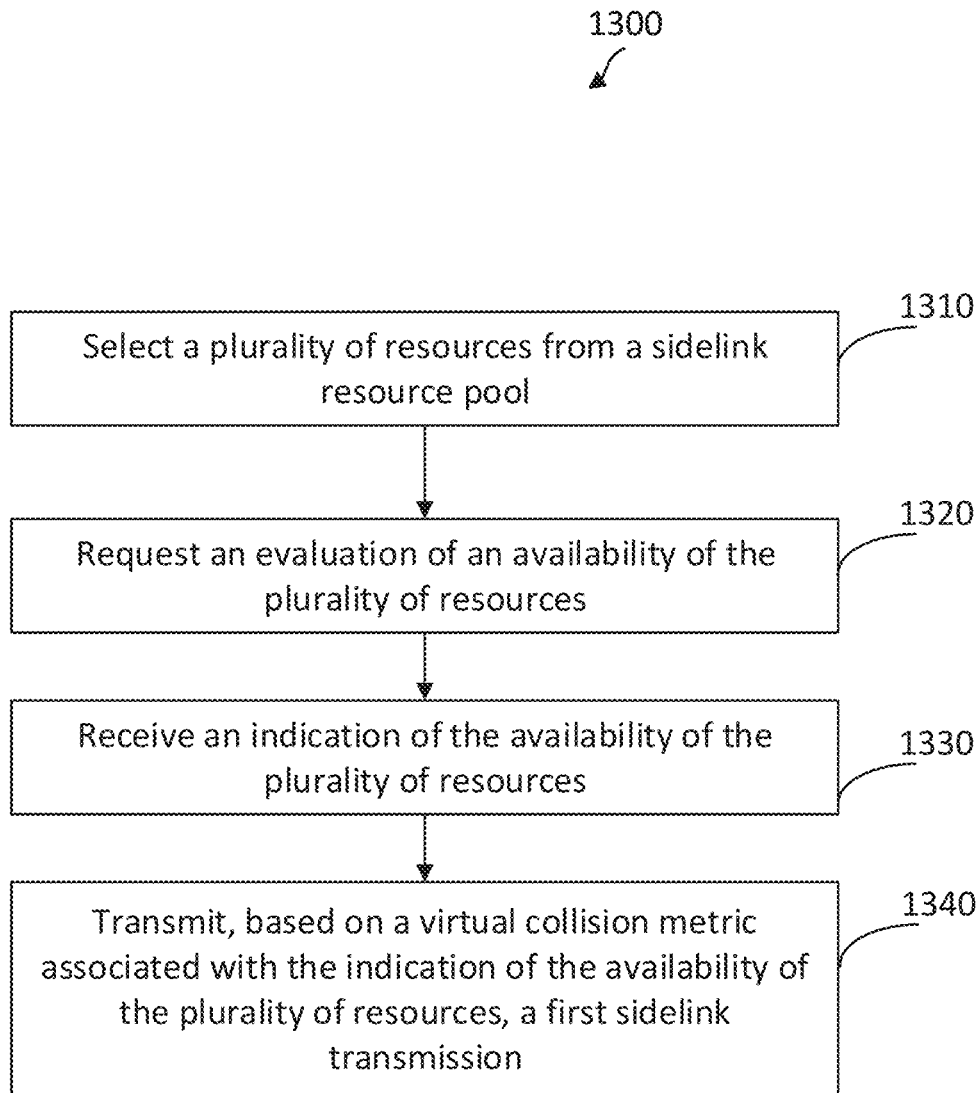 1300
1310
Select a plurality of resources from a sidelink
resource pool
1320
Request an evaluation of an availability of the
plurality of resources
Receive an indication of the availability of the
1330
plurality of resources
1340
Transmit, based on a virtual collision metric
associated with the indication of the availability of
the plurality of resources, a first sidelink
transmission